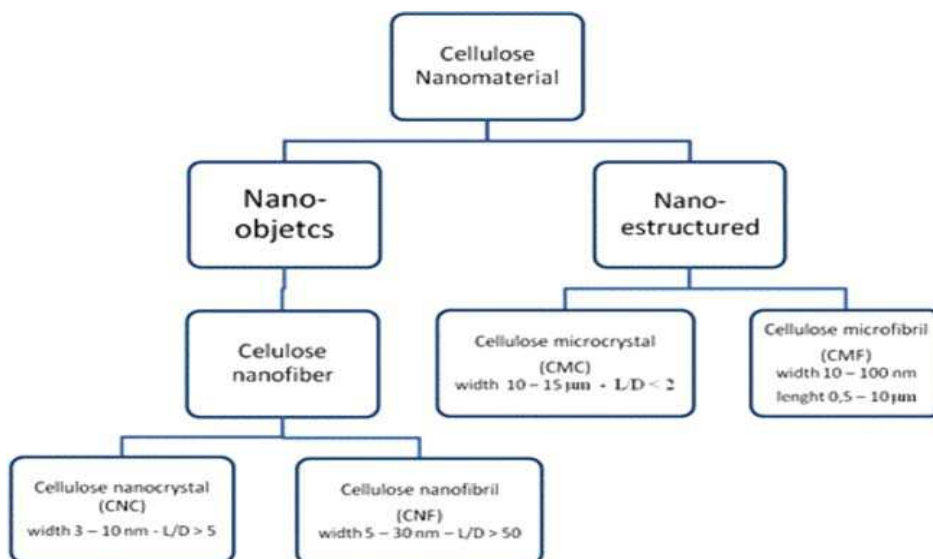 Cellulose
Nanomaterial
Nano-
objetcs
Nano-
estructured
Celulose
nanofiber
Cellulose microcrystal
(CMC)
width 10 – 15 µm - L/D < 2
Cellulose microfibril
(CMF)
width 10 – 100 nm
lenght 0,5 – 10 µm
Cellulose nanocrystal
(CNC)
width 3 – 10 nm - L/D > 5
Cellulose nanofibril
(CNF)
width 5 – 30 nm – L/D > 50